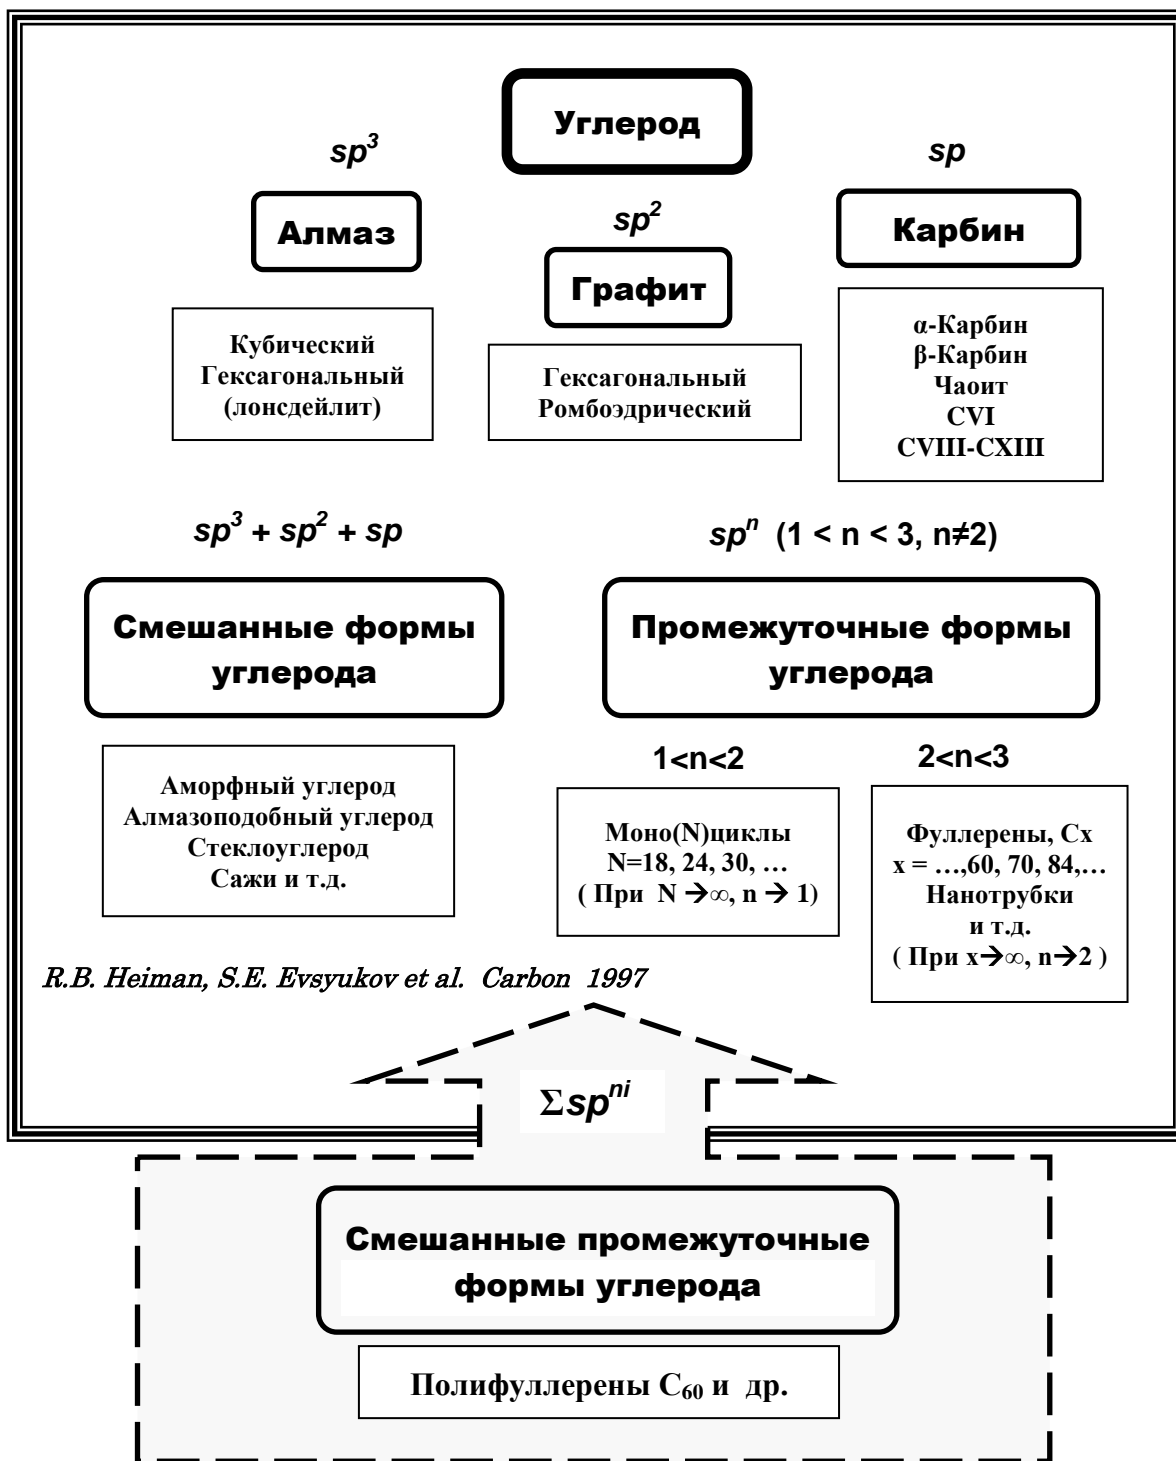 Углерод
sp³
Алмаз
Кубический
Гексагональный
(лонсдейлит)
sp²
Графит
Гексагональный
Ромбоэдрический
sp
Карбин
α-Карбин
β-Карбин
Чаоит
CVI
CVIII-CXIII
sp³ + sp² + sp
Смешанные формы
углерода
Аморфный углерод
Алмазоподобный углерод
Стеклоуглерод
Сажи и т.д.
spⁿ (1 < n < 3, n≠2)
Промежуточные формы
углерода
1<n<2
Моно(N)циклы
N=18, 24, 30, …
( При N →∞, n → 1)
2<n<3
Фуллерены, Cx
x = …,60, 70, 84,…
Нанотрубки
и т.д.
( При x→∞, n→2 )
R.B. Heiman, S.E. Evsyukov et al. Carbon 1997
Σspⁿⁱ
Смешанные промежуточные
формы углерода
Полифуллерены C₆₀ и др.